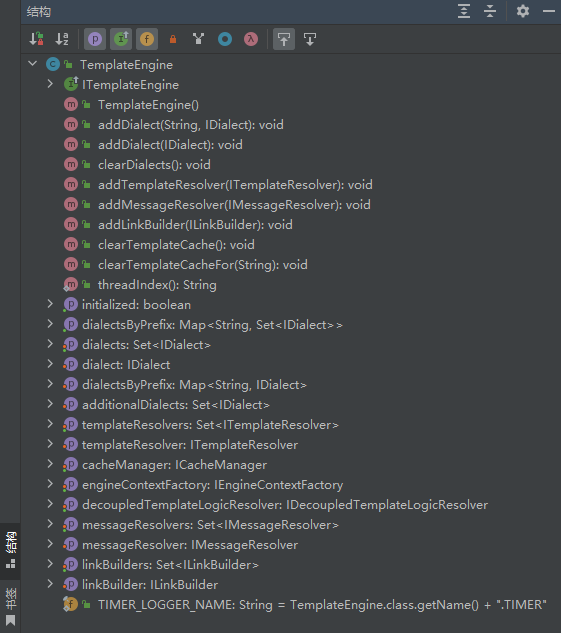 结构
TemplateEngine
ITemplateEngine
TemplateEngine()
addDialect(String, IDialect): void
addDialect(IDialect): void
clearDialects(): void
addTemplateResolver(ITemplateResolver): void
addMessageResolver(IMessageResolver): void
addLinkBuilder(ILinkBuilder): void
clearTemplateCache(): void
clearTemplateCacheFor(String): void
threadIndex(): String
initialized: boolean
dialectsByPrefix: Map<String, Set<IDialect>>
dialects: Set<IDialect>
dialect: IDialect
dialectsByPrefix: Map<String, IDialect>
additionalDialects: Set<IDialect>
templateResolvers: Set<ITemplateResolver>
templateResolver: ITemplateResolver
cacheManager: ICacheManager
engineContextFactory: IEngineContextFactory
decoupledTemplateLogicResolver: IDecoupledTemplateLogicResolver
messageResolvers: Set<IMessageResolver>
messageResolver: IMessageResolver
linkBuilders: Set<ILinkBuilder>
linkBuilder: ILinkBuilder
TIMER_LOGGER_NAME: String = TemplateEngine.class.getName() + ".TIMER"
结构
书签